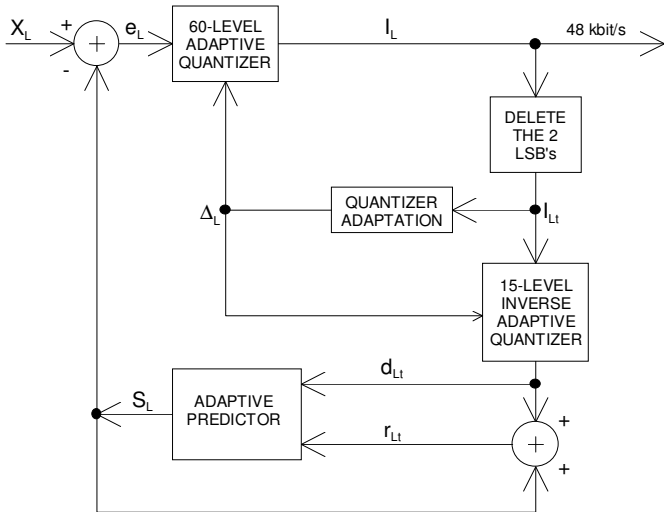 X_L
+
+
-
e_L
60-LEVEL
ADAPTIVE
QUANTIZER
I_L
48 kbit/s
DELETE
THE 2
LSB's
Δ_L
QUANTIZER
ADAPTATION
I_Lt
15-LEVEL
INVERSE
ADAPTIVE
QUANTIZER
S_L
ADAPTIVE
PREDICTOR
d_Lt
r_Lt
+
+
+